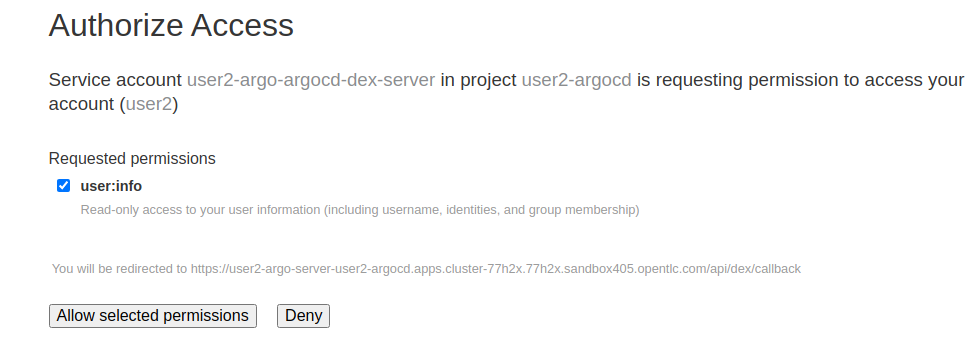 Authorize Access
Service account user2-argo-argocd-dex-server in project user2-argocd is requesting permission to access your
account (user2)
Requested permissions
user:info
Read-only access to your user information (including username, identities, and group membership)
You will be redirected to https://user2-argo-server-user2-argocd.apps.cluster-77h2x.77h2x.sandbox405.opentlc.com/api/dex/callback
Allow selected permissions Deny